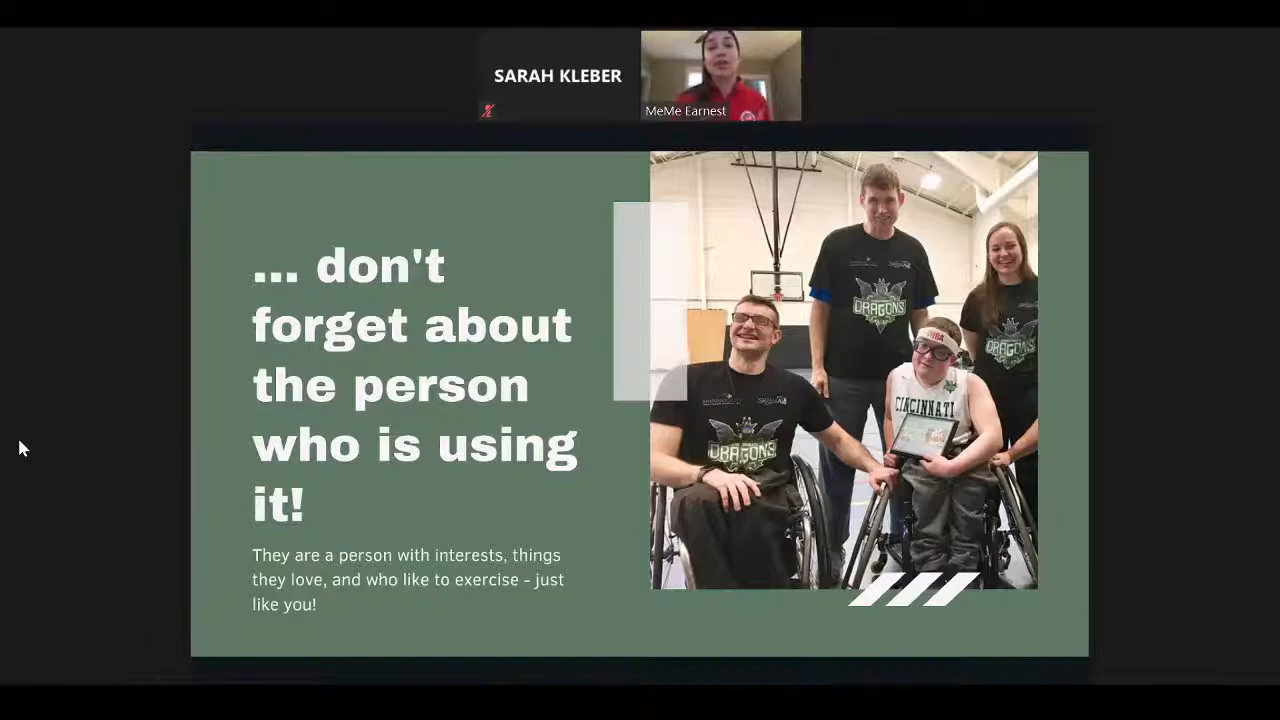 SARAH KLEBER
MeMe Earnest
... don't
forget about
the person
who is using
it!
They are a person with interests, things
they love, and who like to exercise - just
like you!
DRAGONS
DRAGONS
DRAGONS
CINCINNATI